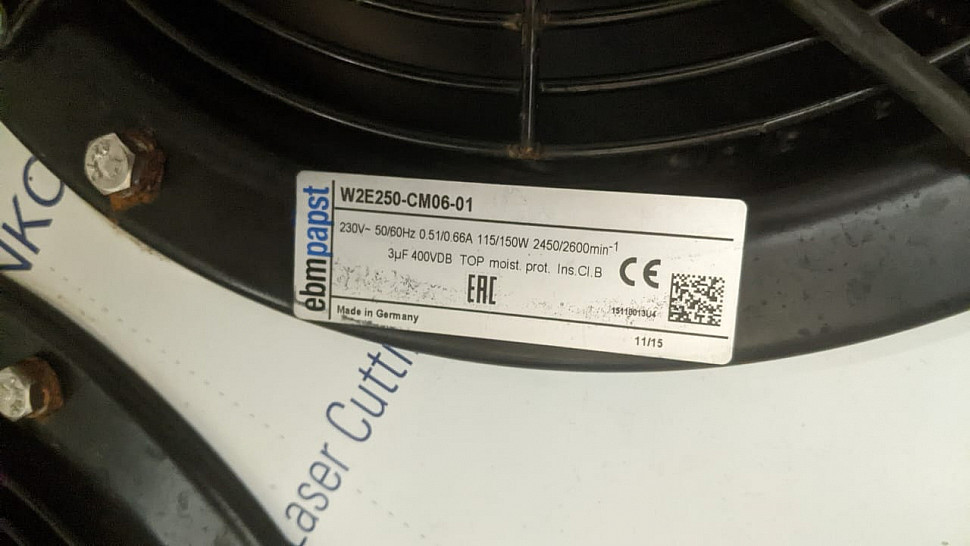 W2E250-CM06-01
230V~ 50/60Hz 0.51/0.66A 115/150W 2450/2600min-1
3µF 400VDB TOP moist. prot. Ins.Cl.B
CE
EAC
15110013U4
Made in Germany
11/15
ebmpapst
Laser Cutti